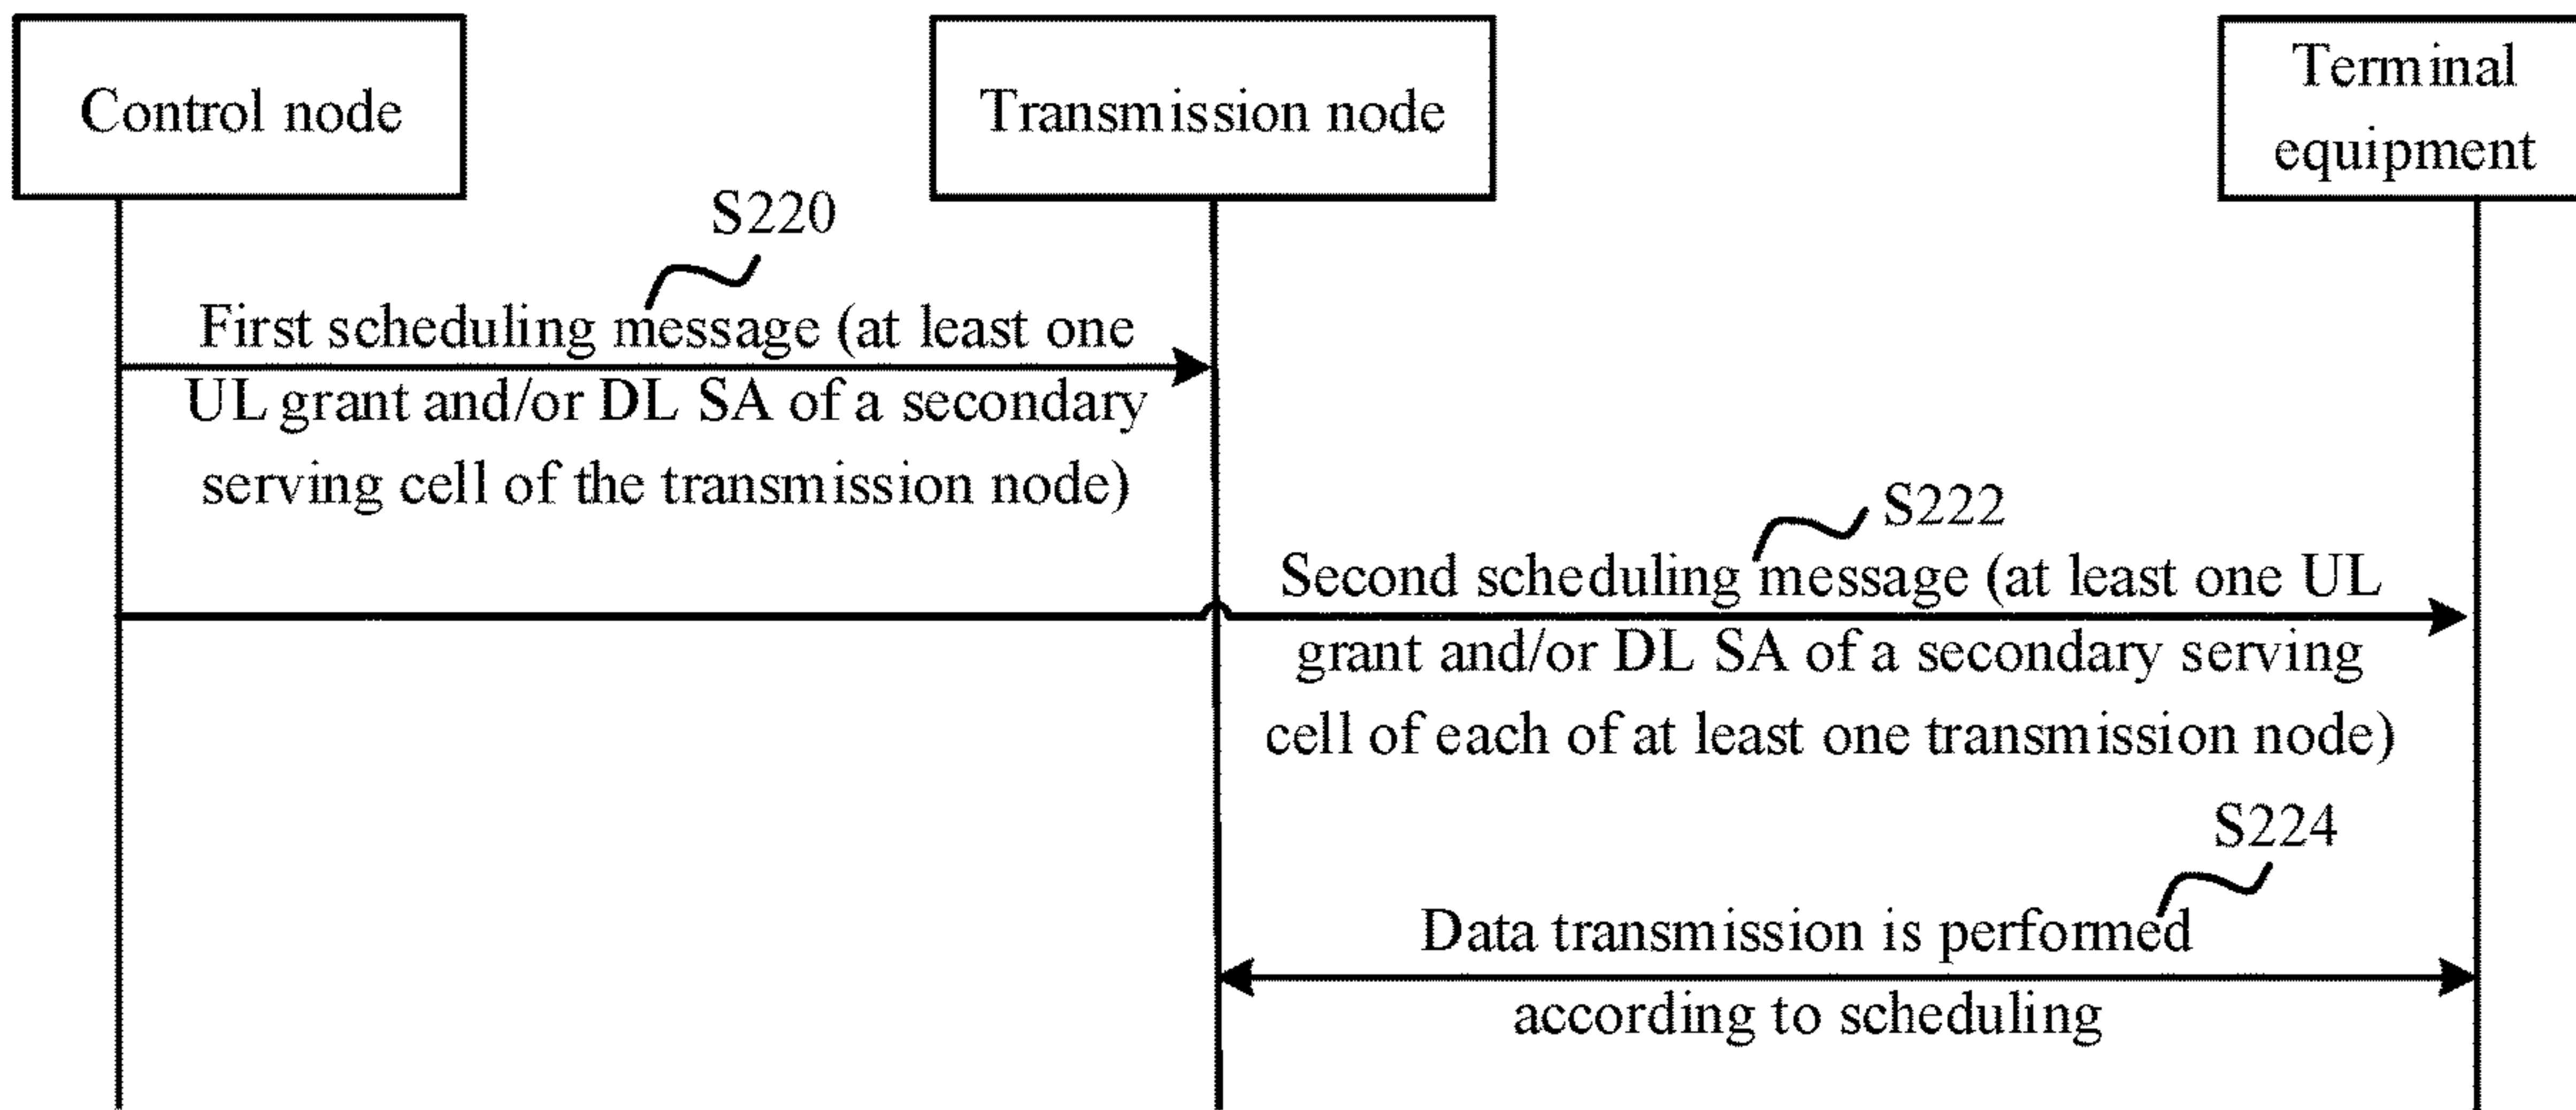 Control node
Transmission node
Terminal
equipment
S220
First scheduling message (at least one
UL grant and/or DL SA of a secondary
serving cell of the transmission node)
S222
Second scheduling message (at least one UL
grant and/or DL SA of a secondary serving
cell of each of at least one transmission node)
S224
Data transmission is performed
according to scheduling